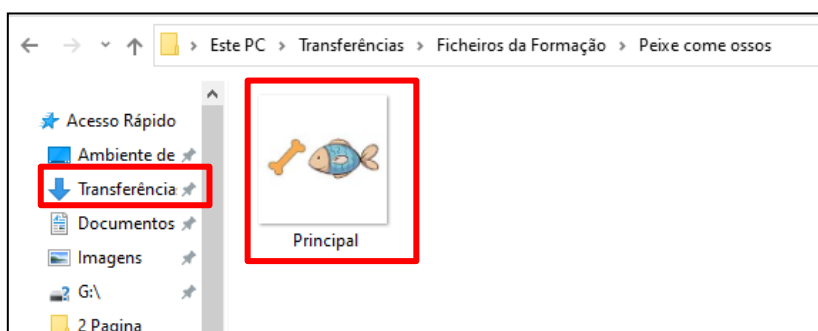 Este PC > Transferências > Ficheiros da Formação > Peixe come ossos
Acesso Rápido
Ambiente de
Transferência
Documentos
Imagens
G:\
2 Pagina
Principal